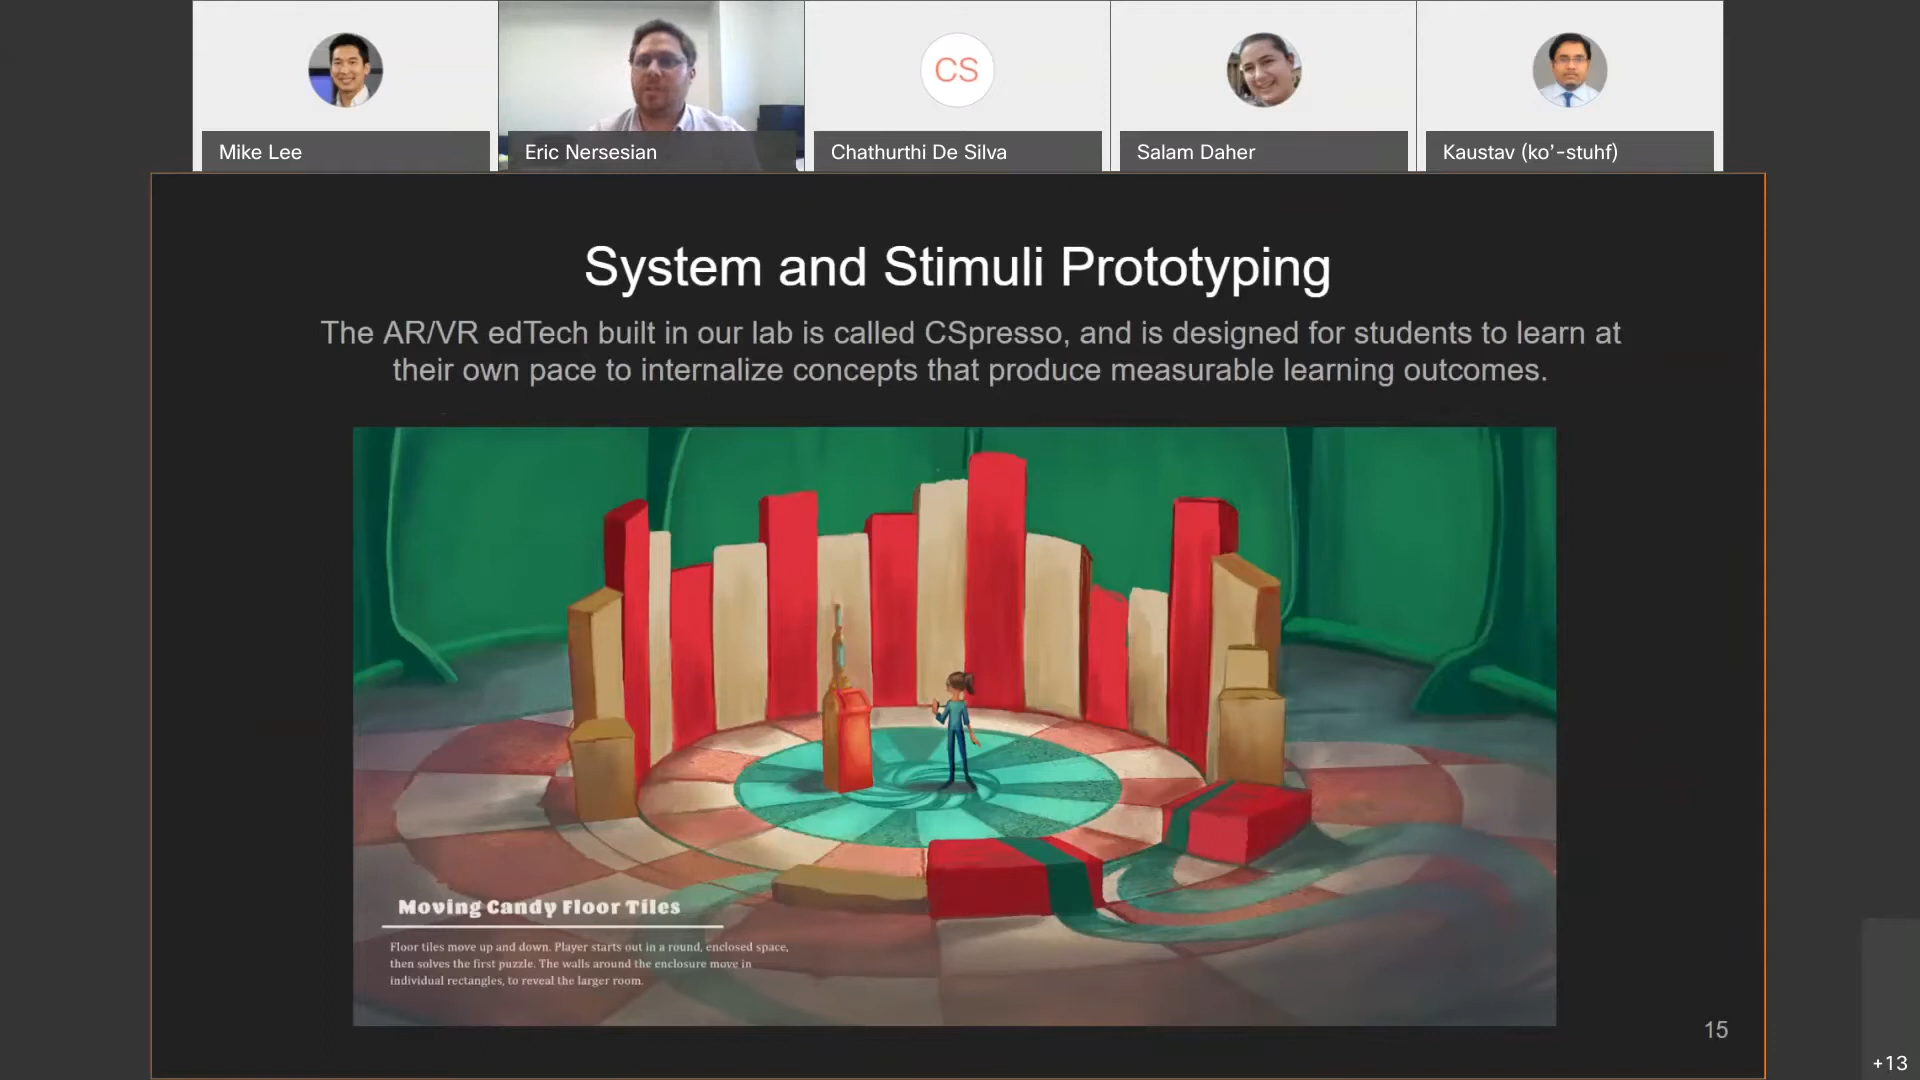 Mike Lee
Eric Nersesian
CS
Chathurthi De Silva
Salam Daher
Kaustav (ko’-stuhf)
System and Stimuli Prototyping
The AR/VR edTech built in our lab is called CSpresso, and is designed for students to learn at
their own pace to internalize concepts that produce measurable learning outcomes.
Moving Candy Floor Tiles
Floor tiles move up and down. Player starts out in a round, enclosed space,
then solves the first puzzle. The walls around the enclosure move in
individual rectangles, to reveal the larger room.
15
+13